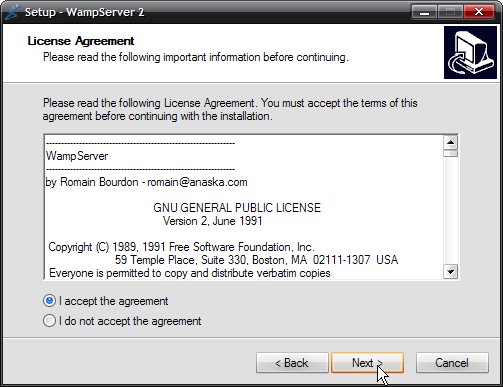 Setup - WampServer 2
License Agreement
Please read the following important information before continuing.
Please read the following License Agreement. You must accept the terms of this
agreement before continuing with the installation.
------------------------------------------------------------
WampServer
------------------------------------------------------------
by Romain Bourdon - romain@anaska.com
GNU GENERAL PUBLIC LICENSE
Version 2, June 1991
Copyright (C) 1989, 1991 Free Software Foundation, Inc.
59 Temple Place, Suite 330, Boston, MA  02111-1307  USA
Everyone is permitted to copy and distribute verbatim copies
I accept the agreement
I do not accept the agreement
< Back
Next >
Cancel